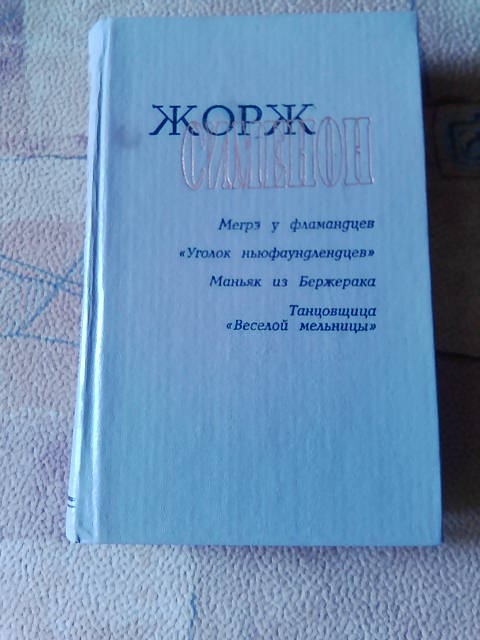 ЖОРЖ
СИМЕНОН
Мегрэ у фламандцев
«Уголок ньюфаундлендцев»
Маньяк из Бержерака
Танцовщица
«Веселой мельницы»